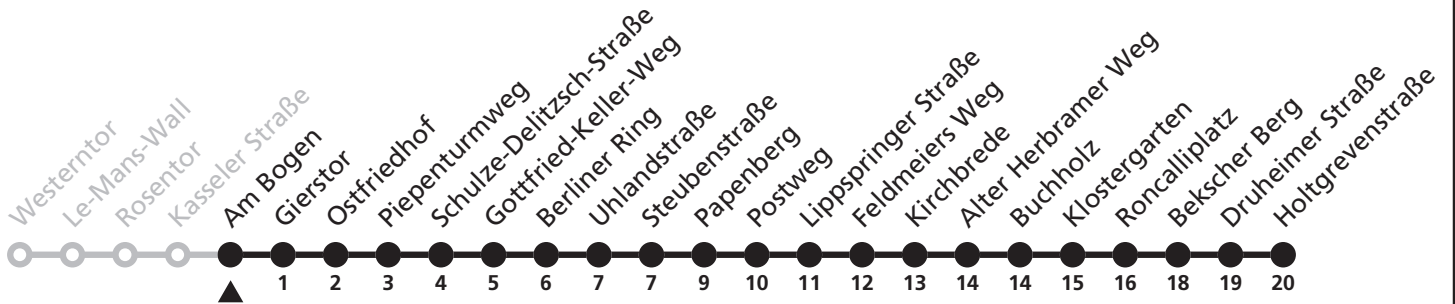 Westerntor
Le-Mans-Wall
Rosentor
Kasseler Straße
Am Bogen
Gierstor
Ostfriedhof
Piepenturmweg
Schulze-Delitzsch-Straße
Gottfried-Keller-Weg
Berliner Ring
Uhlandstraße
Steubenstraße
Papenberg
Postweg
Lippspringer Straße
Feldmeiers Weg
Kirchbrede
Alter Herbramer Weg
Buchholz
Klostergarten
Roncalliplatz
Bekscher Berg
Druheimer Straße
Holtgrevenstraße
1 2 3 4 5 6 7 7 9 10 11 12 13 14 14 15 16 18 19 20